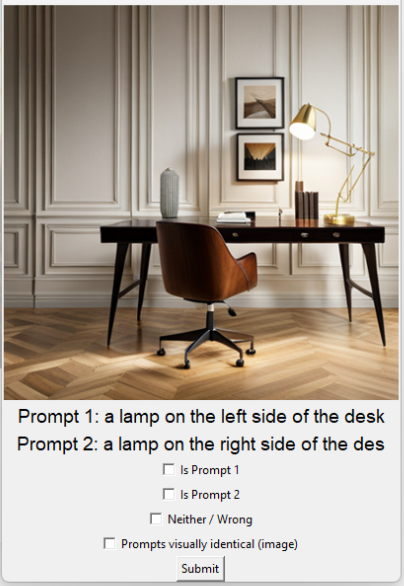 Prompt 1: a lamp on the left side of the desk
Prompt 2: a lamp on the right side of the des
Is Prompt 1
Is Prompt 2
Neither / Wrong
Prompts visually identical (image)
Submit